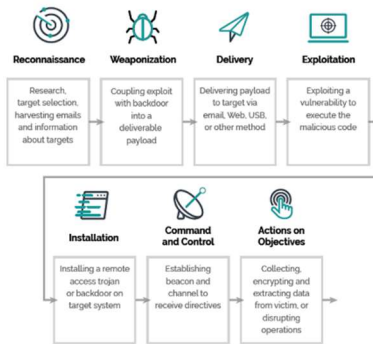 Reconnaissance
Weaponization
Delivery
Exploitation
Research,
target selection,
harvesting emails
and information
about targets
Coupling exploit
with backdoor
into a
deliverable
payload
Delivering payload
to target via
email, Web, USB,
or other method
Exploiting a
vulnerability to
execute the
malicious code
Installation
Command
and Control
Actions on
Objectives
Installing a remote
access trojan
or backdoor on
target system
Establishing
beacon and
channel to
receive directives
Collecting,
encrypting and
extracting data
from victim, or
disrupting
operations